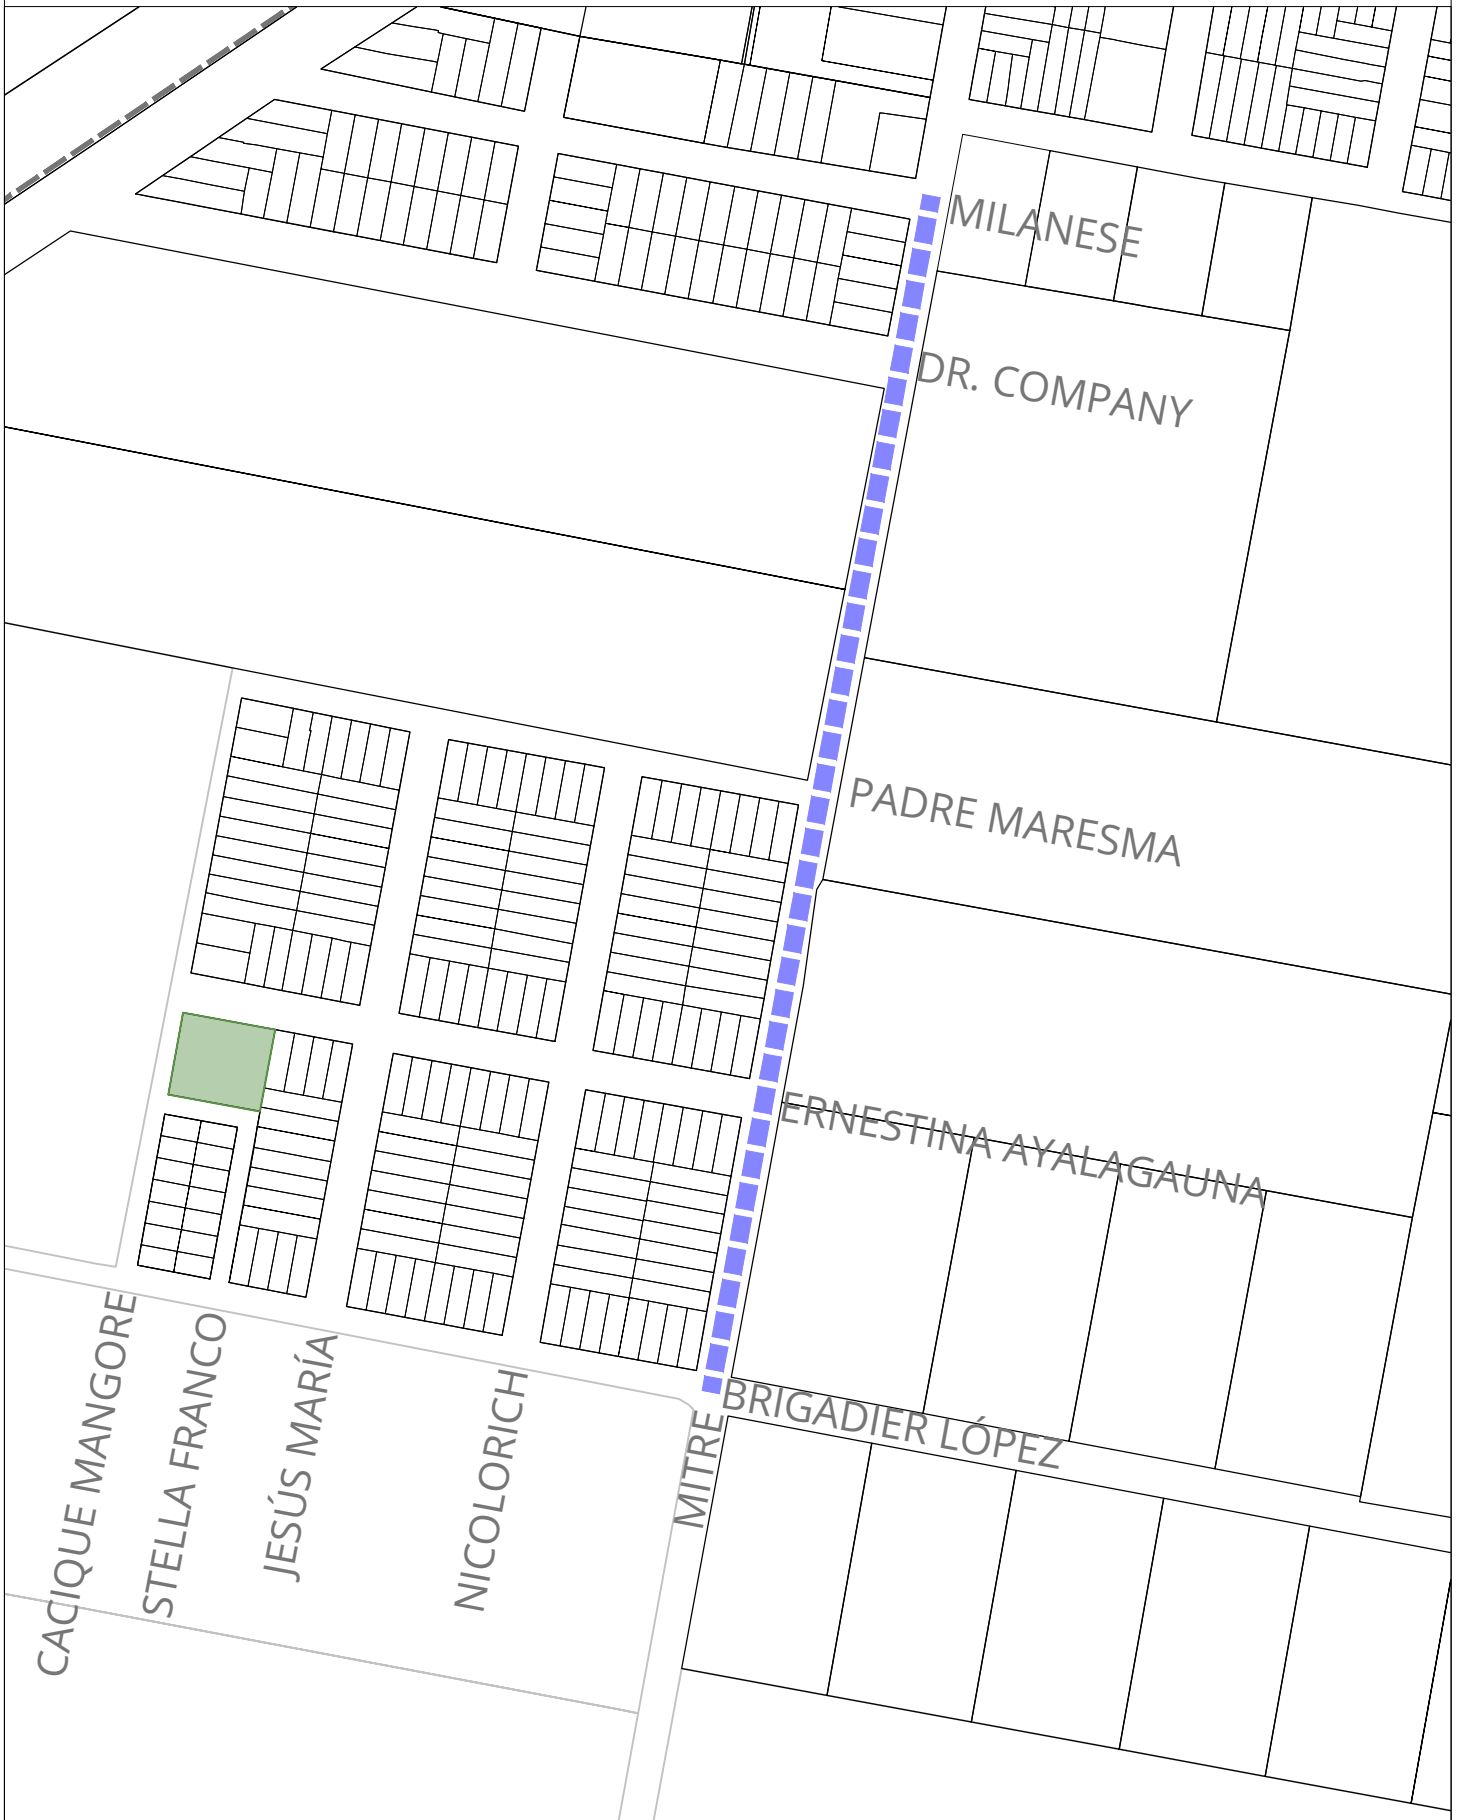 MILANESE
DR. COMPANY
PADRE MARESMA
ERNESTINA AYALAGAUNA
BRIGADIER LÓPEZ
CACIQUE MANGORE
STELLA FRANCO
JESÚS MARÍA
NICOLORICH
MITRE